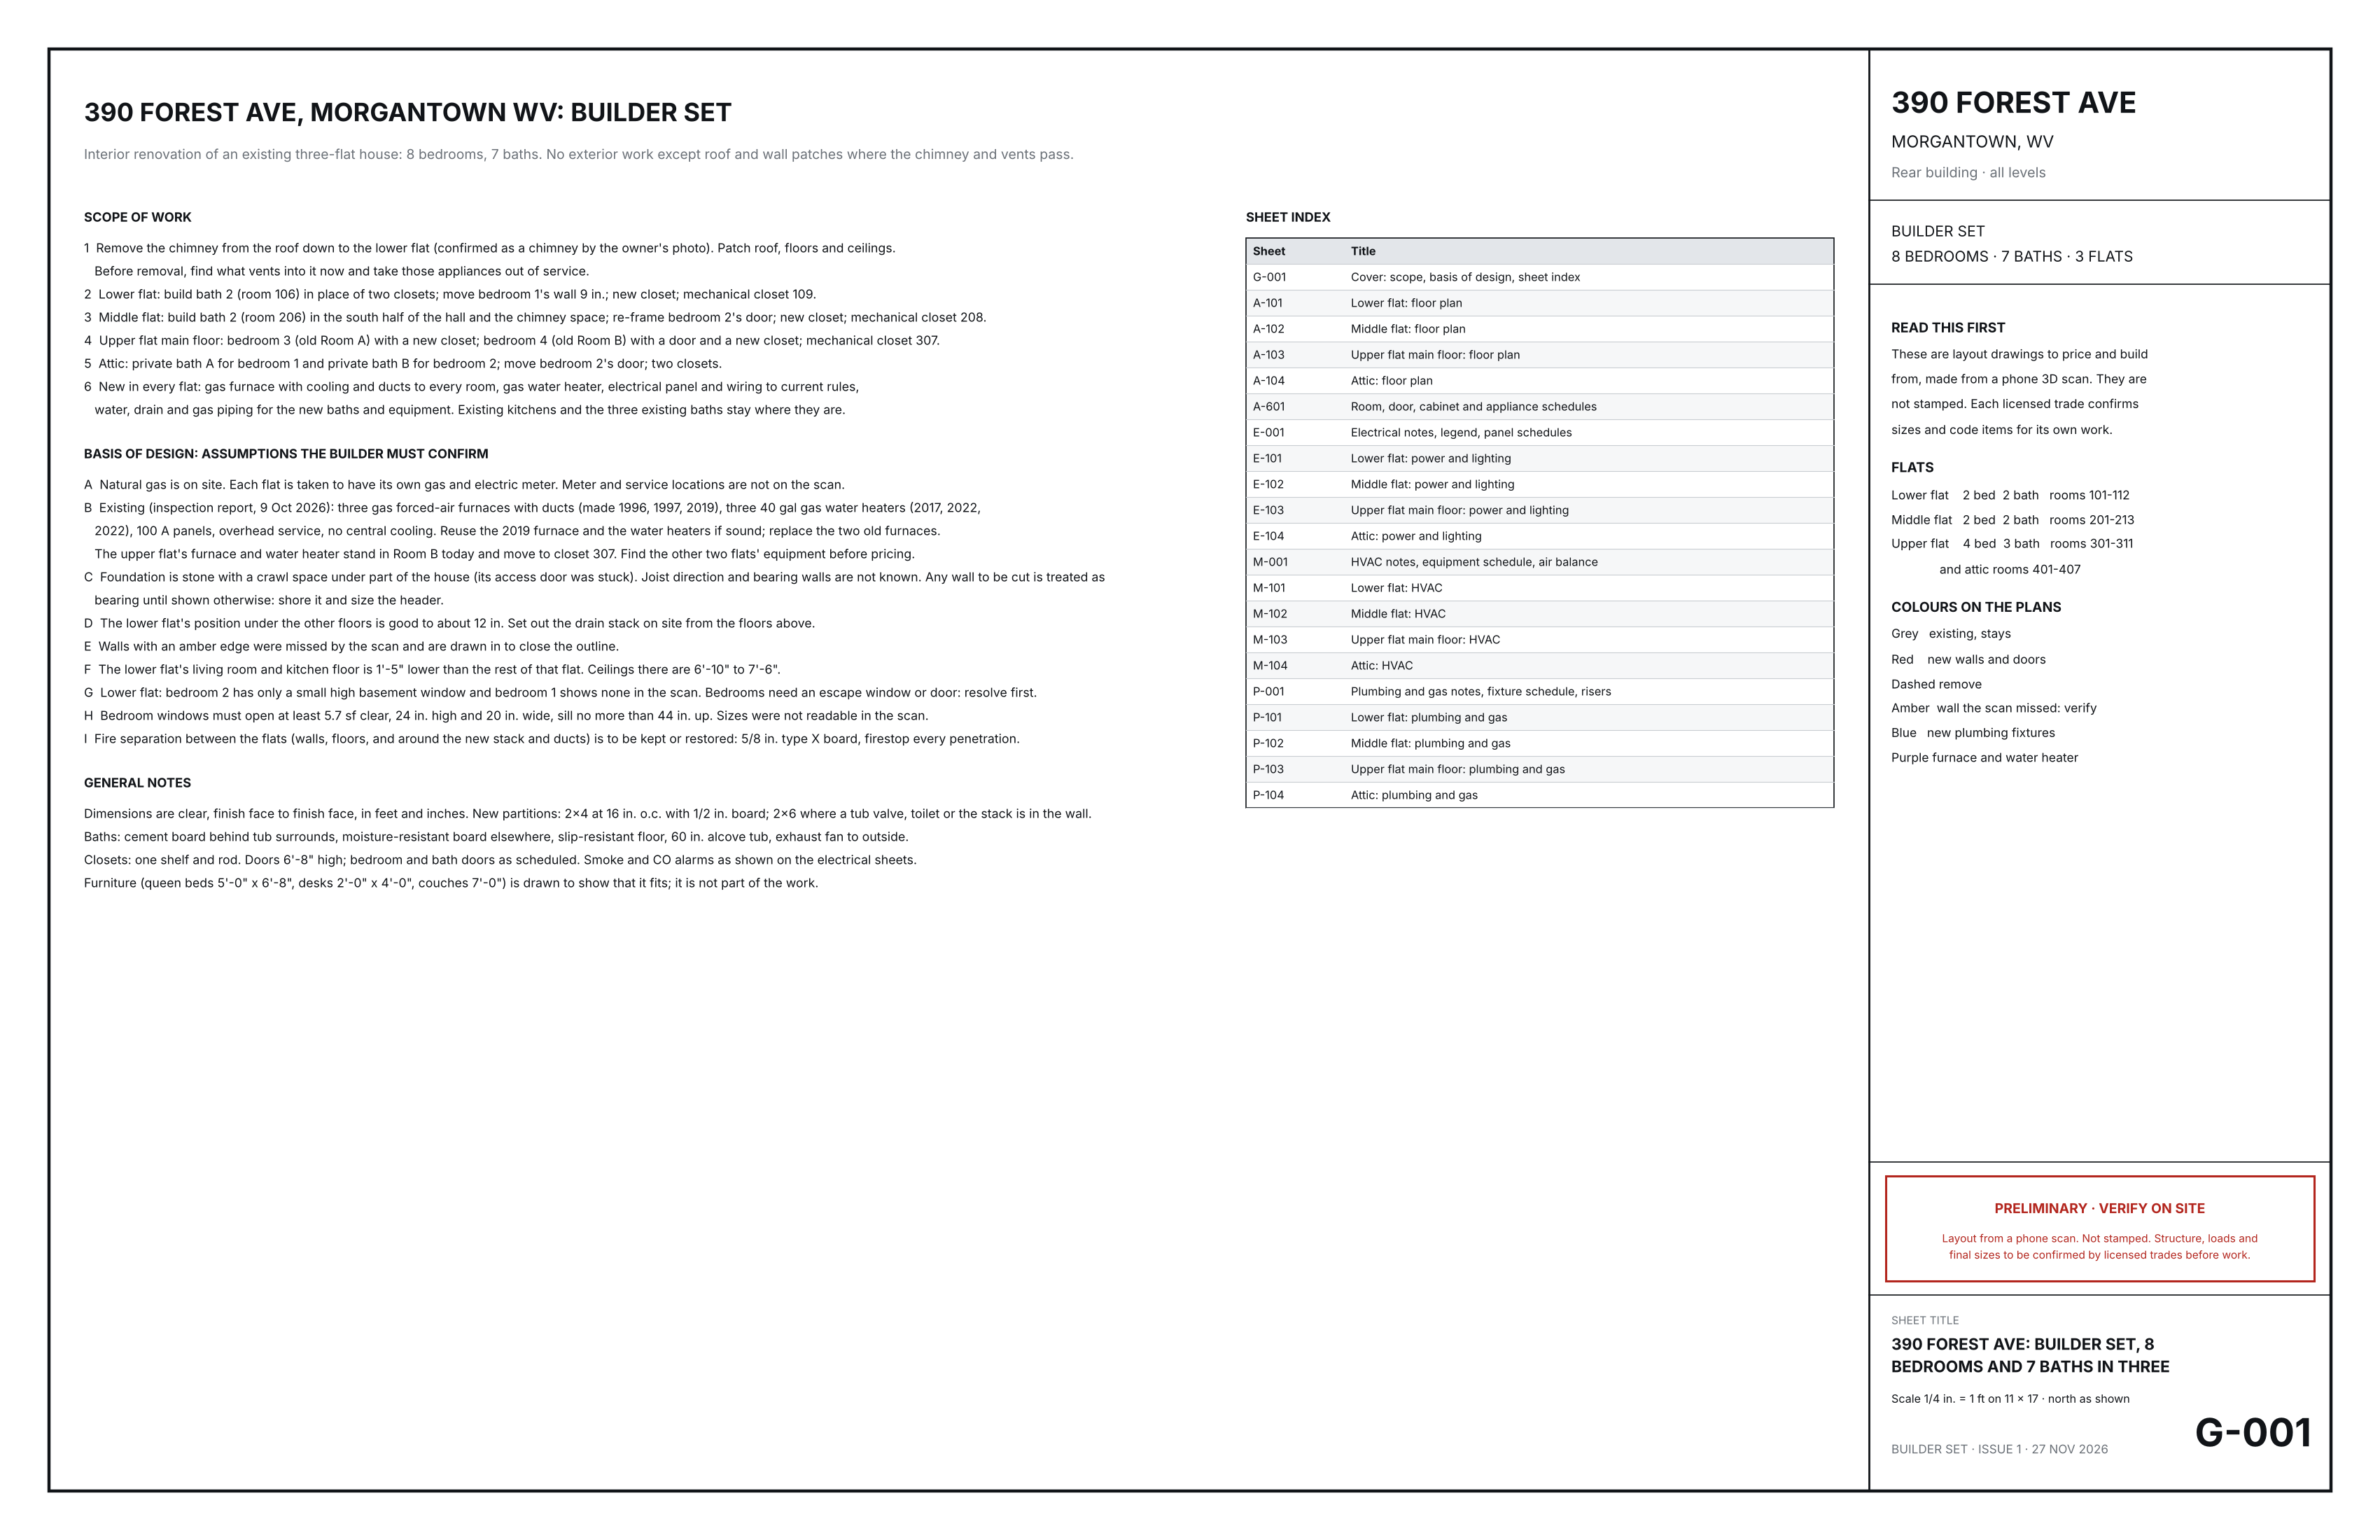 390 FOREST AVE, MORGANTOWN WV: BUILDER SET
Interior renovation of an existing three-flat house: 8 bedrooms, 7 baths. No exterior work except roof and wall patches where the chimney and vents pass.
SCOPE OF WORK
1 Remove the chimney from the roof down to the lower flat (confirmed as a chimney by the owner's photo). Patch roof, floors and ceilings.
Before removal, find what vents into it now and take those appliances out of service.
2 Lower flat: build bath 2 (room 106) in place of two closets; move bedroom 1's wall 9 in.; new closet; mechanical closet 109.
3 Middle flat: build bath 2 (room 206) in the south half of the hall and the chimney space; re-frame bedroom 2's door; new closet; mechanical closet 208.
4 Upper flat main floor: bedroom 3 (old Room A) with a new closet; bedroom 4 (old Room B) with a door and a new closet; mechanical closet 307.
5 Attic: private bath A for bedroom 1 and private bath B for bedroom 2; move bedroom 2's door; two closets.
6 New in every flat: gas furnace with cooling and ducts to every room, gas water heater, electrical panel and wiring to current rules,
water, drain and gas piping for the new baths and equipment. Existing kitchens and the three existing baths stay where they are.
BASIS OF DESIGN: ASSUMPTIONS THE BUILDER MUST CONFIRM
A Natural gas is on site. Each flat is taken to have its own gas and electric meter. Meter and service locations are not on the scan.
B Existing (inspection report, 9 Oct 2026): three gas forced-air furnaces with ducts (made 1996, 1997, 2019), three 40 gal gas water heaters (2017, 2022,
2022), 100 A panels, overhead service, no central cooling. Reuse the 2019 furnace and the water heaters if sound; replace the two old furnaces.
The upper flat's furnace and water heater stand in Room B today and move to closet 307. Find the other two flats' equipment before pricing.
C Foundation is stone with a crawl space under part of the house (its access door was stuck). Joist direction and bearing walls are not known. Any wall to be cut is treated as
bearing until shown otherwise: shore it and size the header.
D The lower flat's position under the other floors is good to about 12 in. Set out the drain stack on site from the floors above.
E Walls with an amber edge were missed by the scan and are drawn in to close the outline.
F The lower flat's living room and kitchen floor is 1'-5" lower than the rest of that flat. Ceilings there are 6'-10" to 7'-6".
G Lower flat: bedroom 2 has only a small high basement window and bedroom 1 shows none in the scan. Bedrooms need an escape window or door: resolve first.
H Bedroom windows must open at least 5.7 sf clear, 24 in. high and 20 in. wide, sill no more than 44 in. up. Sizes were not readable in the scan.
I Fire separation between the flats (walls, floors, and around the new stack and ducts) is to be kept or restored: 5/8 in. type X board, firestop every penetration.
GENERAL NOTES
Dimensions are clear, finish face to finish face, in feet and inches. New partitions: 2×4 at 16 in. o.c. with 1/2 in. board; 2×6 where a tub valve, toilet or the stack is in the wall.
Baths: cement board behind tub surrounds, moisture-resistant board elsewhere, slip-resistant floor, 60 in. alcove tub, exhaust fan to outside.
Closets: one shelf and rod. Doors 6'-8" high; bedroom and bath doors as scheduled. Smoke and CO alarms as shown on the electrical sheets.
Furniture (queen beds 5'-0" x 6'-8", desks 2'-0" x 4'-0", couches 7'-0") is drawn to show that it fits; it is not part of the work.
SHEET INDEX
Sheet Title
G-001 Cover: scope, basis of design, sheet index
A-101 Lower flat: floor plan
A-102 Middle flat: floor plan
A-103 Upper flat main floor: floor plan
A-104 Attic: floor plan
A-601 Room, door, cabinet and appliance schedules
E-001 Electrical notes, legend, panel schedules
E-101 Lower flat: power and lighting
E-102 Middle flat: power and lighting
E-103 Upper flat main floor: power and lighting
E-104 Attic: power and lighting
M-001 HVAC notes, equipment schedule, air balance
M-101 Lower flat: HVAC
M-102 Middle flat: HVAC
M-103 Upper flat main floor: HVAC
M-104 Attic: HVAC
P-001 Plumbing and gas notes, fixture schedule, risers
P-101 Lower flat: plumbing and gas
P-102 Middle flat: plumbing and gas
P-103 Upper flat main floor: plumbing and gas
P-104 Attic: plumbing and gas
390 FOREST AVE
MORGANTOWN, WV
Rear building · all levels
BUILDER SET
8 BEDROOMS · 7 BATHS · 3 FLATS
READ THIS FIRST
These are layout drawings to price and build
from, made from a phone 3D scan. They are
not stamped. Each licensed trade confirms
sizes and code items for its own work.
FLATS
Lower flat 2 bed 2 bath rooms 101-112
Middle flat 2 bed 2 bath rooms 201-213
Upper flat 4 bed 3 bath rooms 301-311
and attic rooms 401-407
COLOURS ON THE PLANS
Grey existing, stays
Red new walls and doors
Dashed remove
Amber wall the scan missed: verify
Blue new plumbing fixtures
Purple furnace and water heater
PRELIMINARY · VERIFY ON SITE
Layout from a phone scan. Not stamped. Structure, loads and
final sizes to be confirmed by licensed trades before work.
SHEET TITLE
390 FOREST AVE: BUILDER SET, 8
BEDROOMS AND 7 BATHS IN THREE
Scale 1/4 in. = 1 ft on 11 × 17 · north as shown
BUILDER SET · ISSUE 1 · 27 NOV 2026
G-001